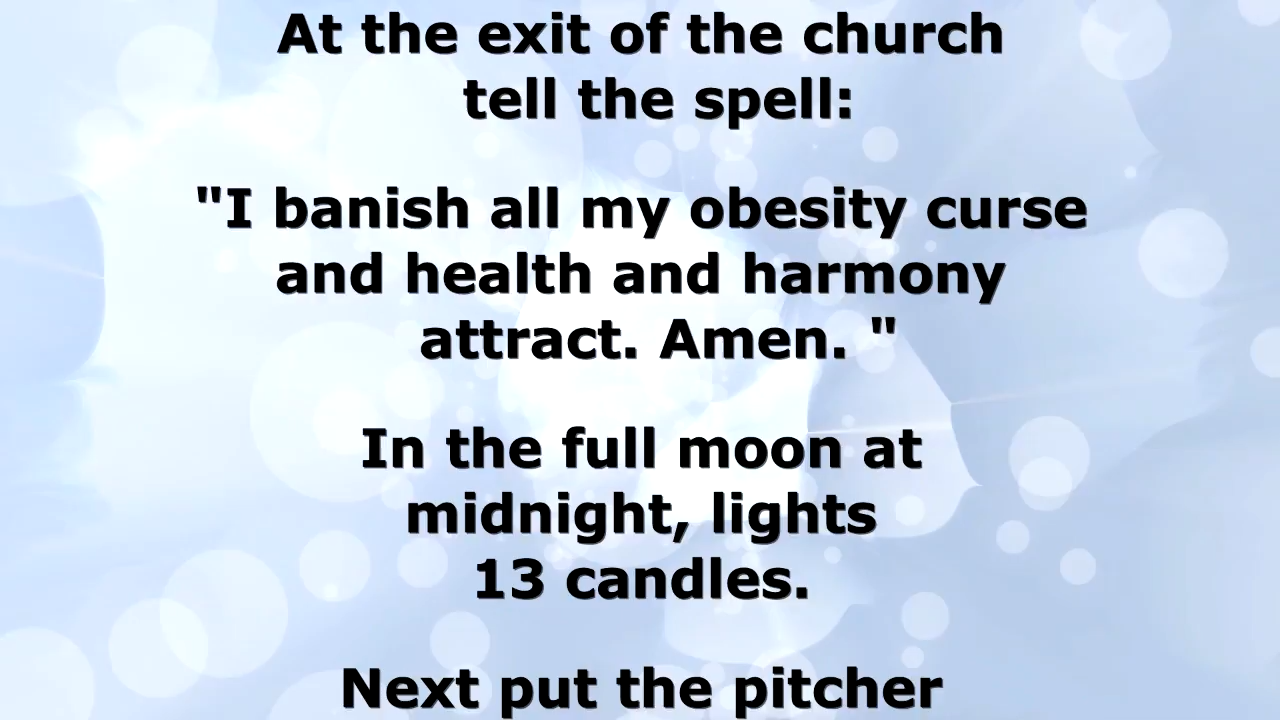 At the exit of the church
tell the spell:
"I banish all my obesity curse
and health and harmony
attract. Amen. "
In the full moon at
midnight, lights
13 candles.
Next put the pitcher